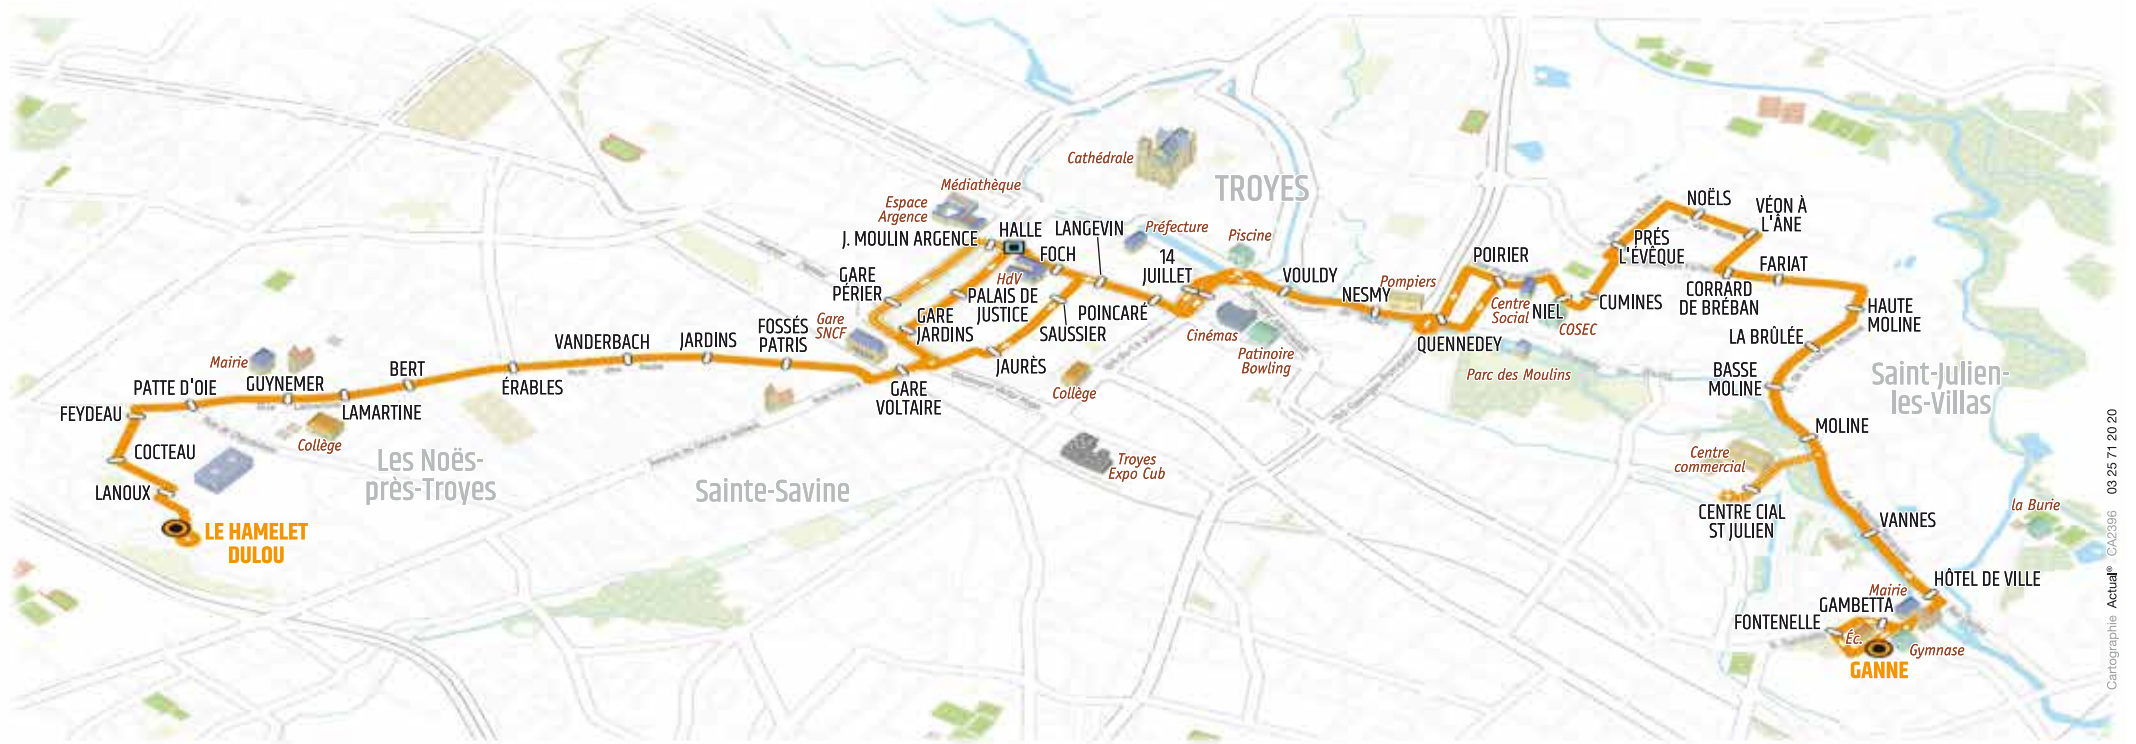 Cathédrale
TROYES
Médiathèque
Espace
Argence
J. MOULIN ARGENCE
HALLE
LANGEVIN
Préfecture
Piscine
FOCH
HdV
14
JUILLET
GARE
PÉRIER
PALAIS DE
JUSTICE
GARE
JARDINS
POINCARÉ
SAUSSIER
Gare
SNCF
FOSSÉS
PATRIS
JARDINS
VANDERBACH
JAURÈS
GARE
VOLTAIRE
Collège
Cinémas
Patinoire
Bowling
VOULDY
NESMY
Pompiers
QUENNEDEY
POIRIER
Centre
Social
NIEL
COSEC
CUMINES
Parc des Moulins
PRÉS
L'ÉVÊQUE
NOËLS
VÉON À
L'ÂNE
FARIAT
CORRARD
DE BRÉBAN
HAUTE
MOLINE
LA BRÛLÉE
BASSE
MOLINE
Saint-Julien-
les-Villas
MOLINE
Centre
commercial
CENTRE CIAL
ST JULIEN
VANNES
la Burie
HÔTEL DE VILLE
Mairie
GAMBETTA
FONTENELLE
Éc.
Gymnase
GANNE
Mairie
BERT
ÉRABLES
PATTE D'OIE
GUYNEMER
LAMARTINE
FEYDEAU
Collège
COCTEAU
LANOUX
LE HAMELET
DULOU
Les Noës-
près-Troyes
Sainte-Savine
Troyes
Expo Cub
Cartographie Actual® CA2396 03 25 71 20 20